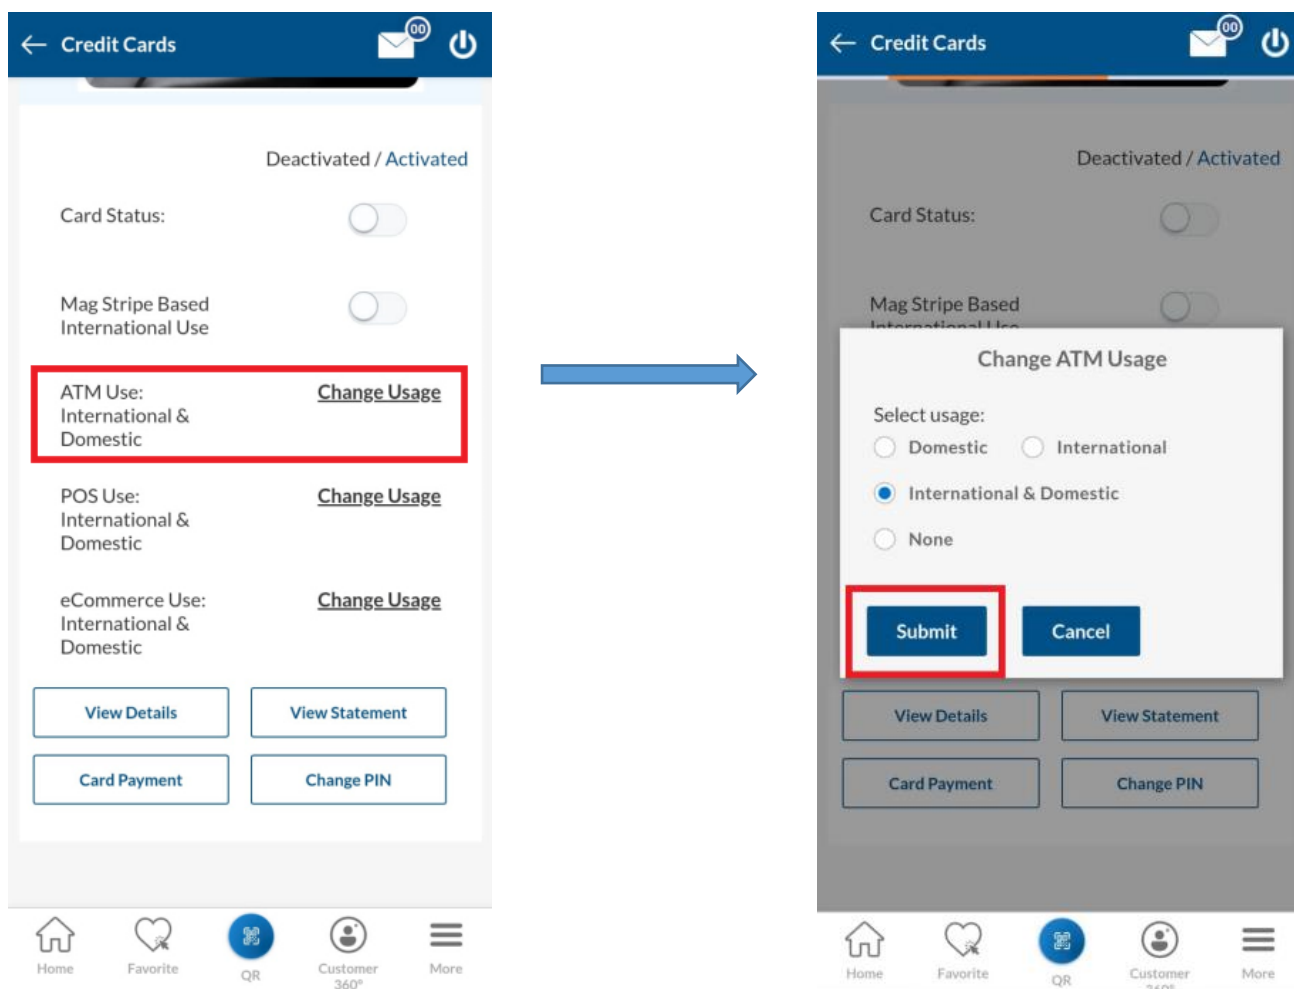 Credit Cards
00
Deactivated / Activated
Card Status:
Mag Stripe Based
International Use
ATM Use:
International &
Domestic
Change Usage
POS Use:
International &
Domestic
Change Usage
eCommerce Use:
International &
Domestic
Change Usage
View Details
View Statement
Card Payment
Change PIN
Home
Favorite
QR
Customer
360°
More
Credit Cards
00
Deactivated / Activated
Card Status:
Mag Stripe Based
International Use
Change ATM Usage
Select usage:
Domestic
International
International & Domestic
None
Submit
Cancel
View Details
View Statement
Card Payment
Change PIN
Home
Favorite
QR
Customer
360°
More